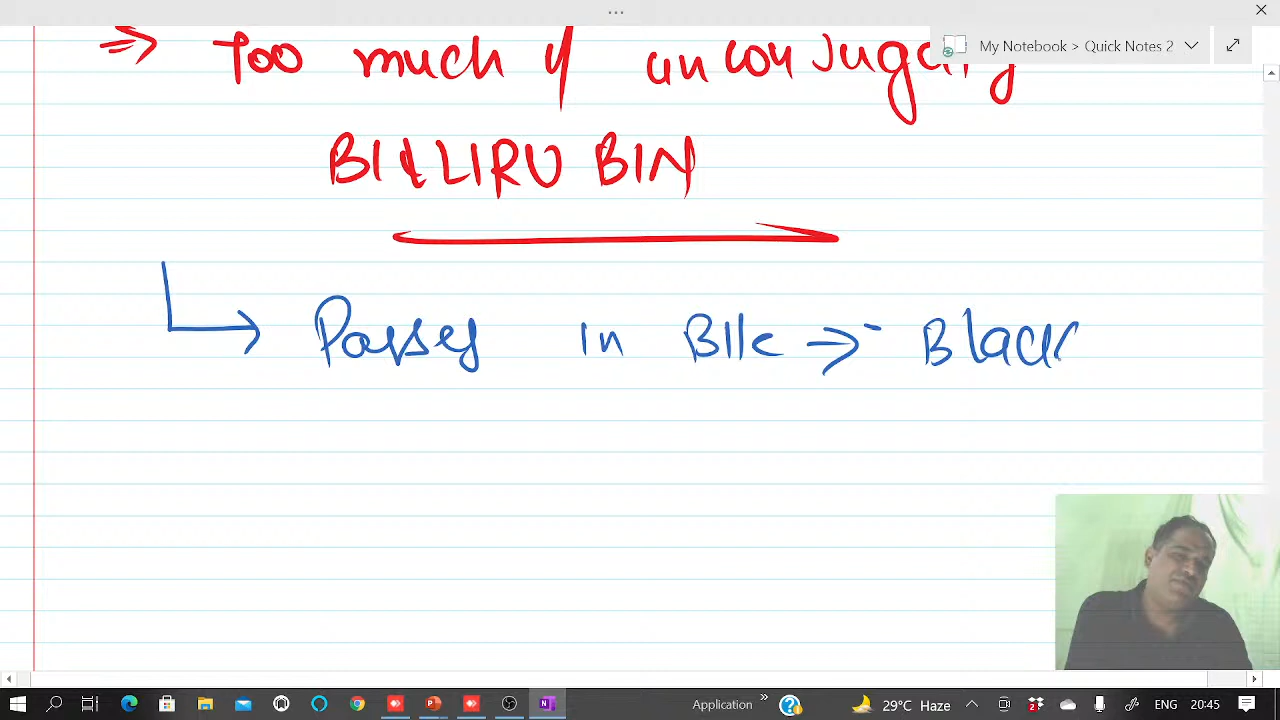 My Notebook > Quick Notes 2
⇒ Too much of unconjugated
BILLIRUBIN
Passes in Bile → Black
Application
29°C Haze
ENG
20:45